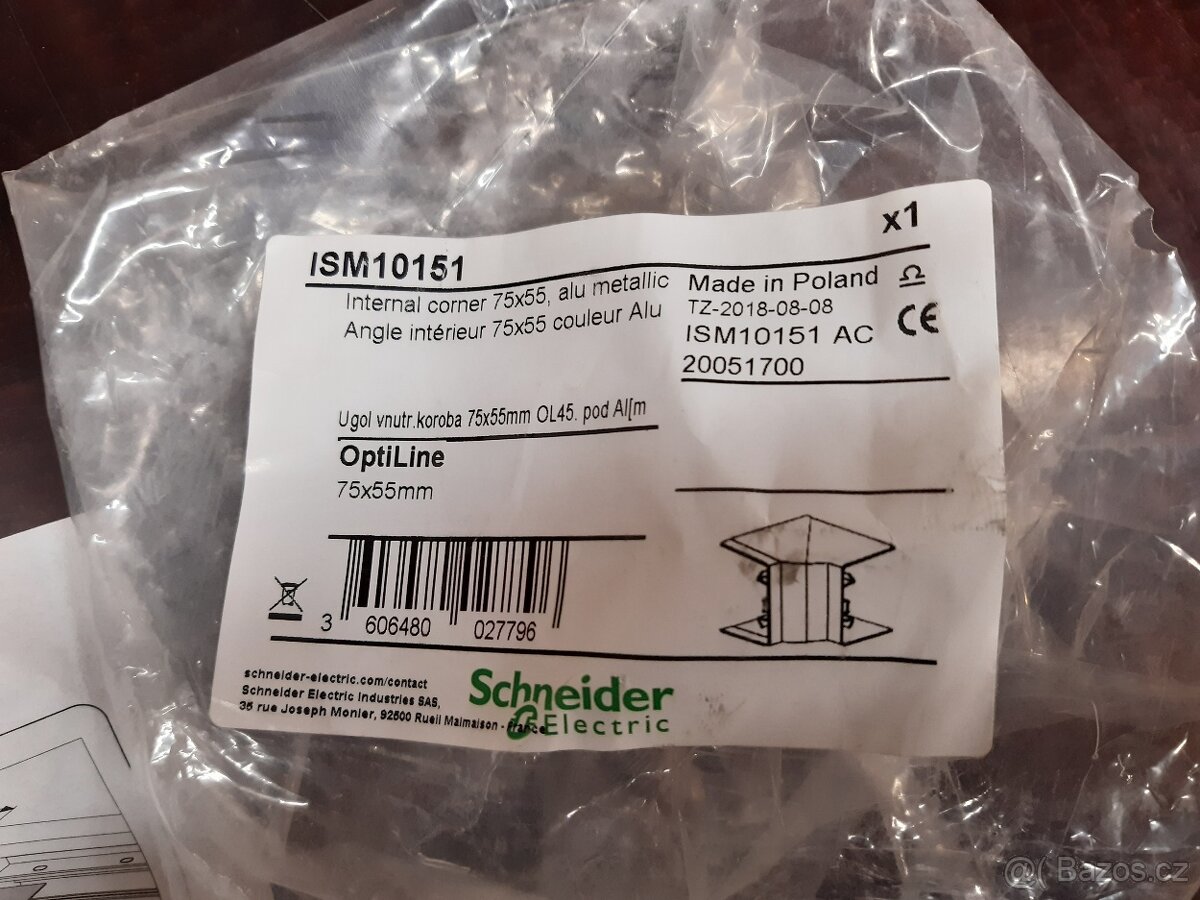 x1
ISM10151
Internal corner 75x55, alu metallic
Angle intérieur 75x55 couleur Alu
Made in Poland
TZ-2018-08-08
ISM10151 AC
20051700
CE
Ugol vnutr.koroba 75x55mm OL45. pod Al[m
OptiLine
75x55mm
3 606480 027796
schneider-electric.com/contact
Schneider Electric Industries SAS,
35 rue Joseph Monier, 92500 Rueil Malmaison - france
Schneider
Electric
@( Bazos.cz